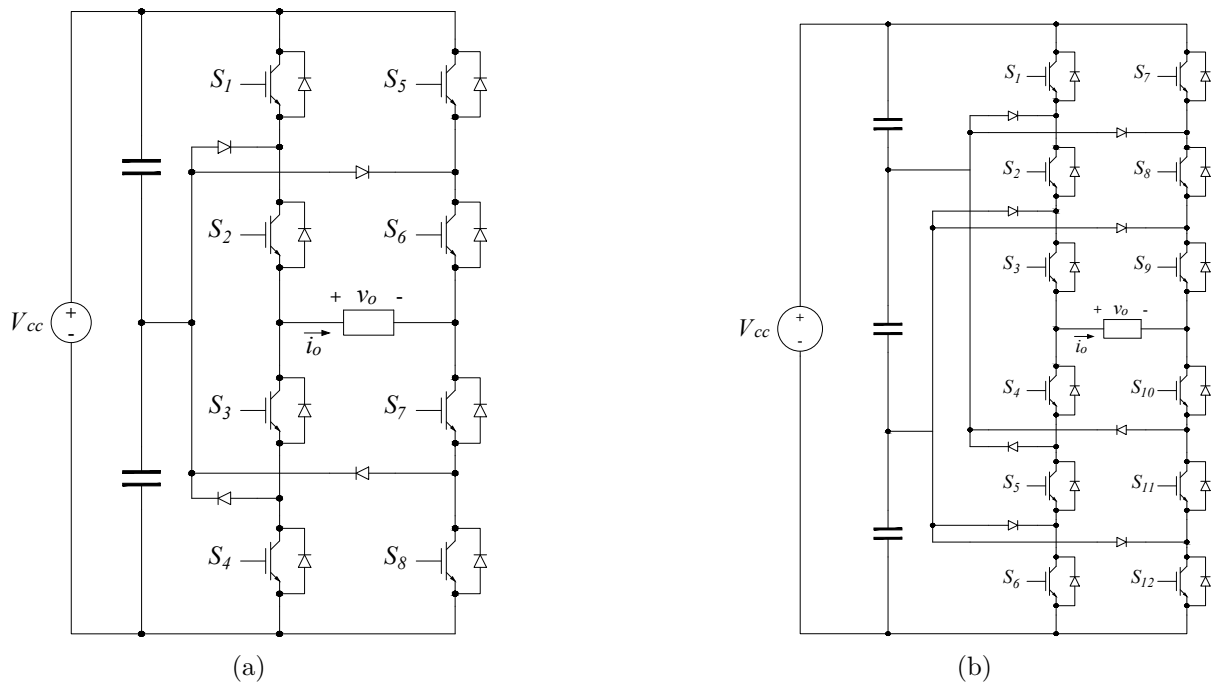 S1
S5
S2
S6
Vcc
+
-
+ vo -
io
S3
S7
S4
S8
(a)
S1
S7
S2
S8
S3
S9
Vcc
+
-
+ vo -
io
S4
S10
S5
S11
S6
S12
(b)